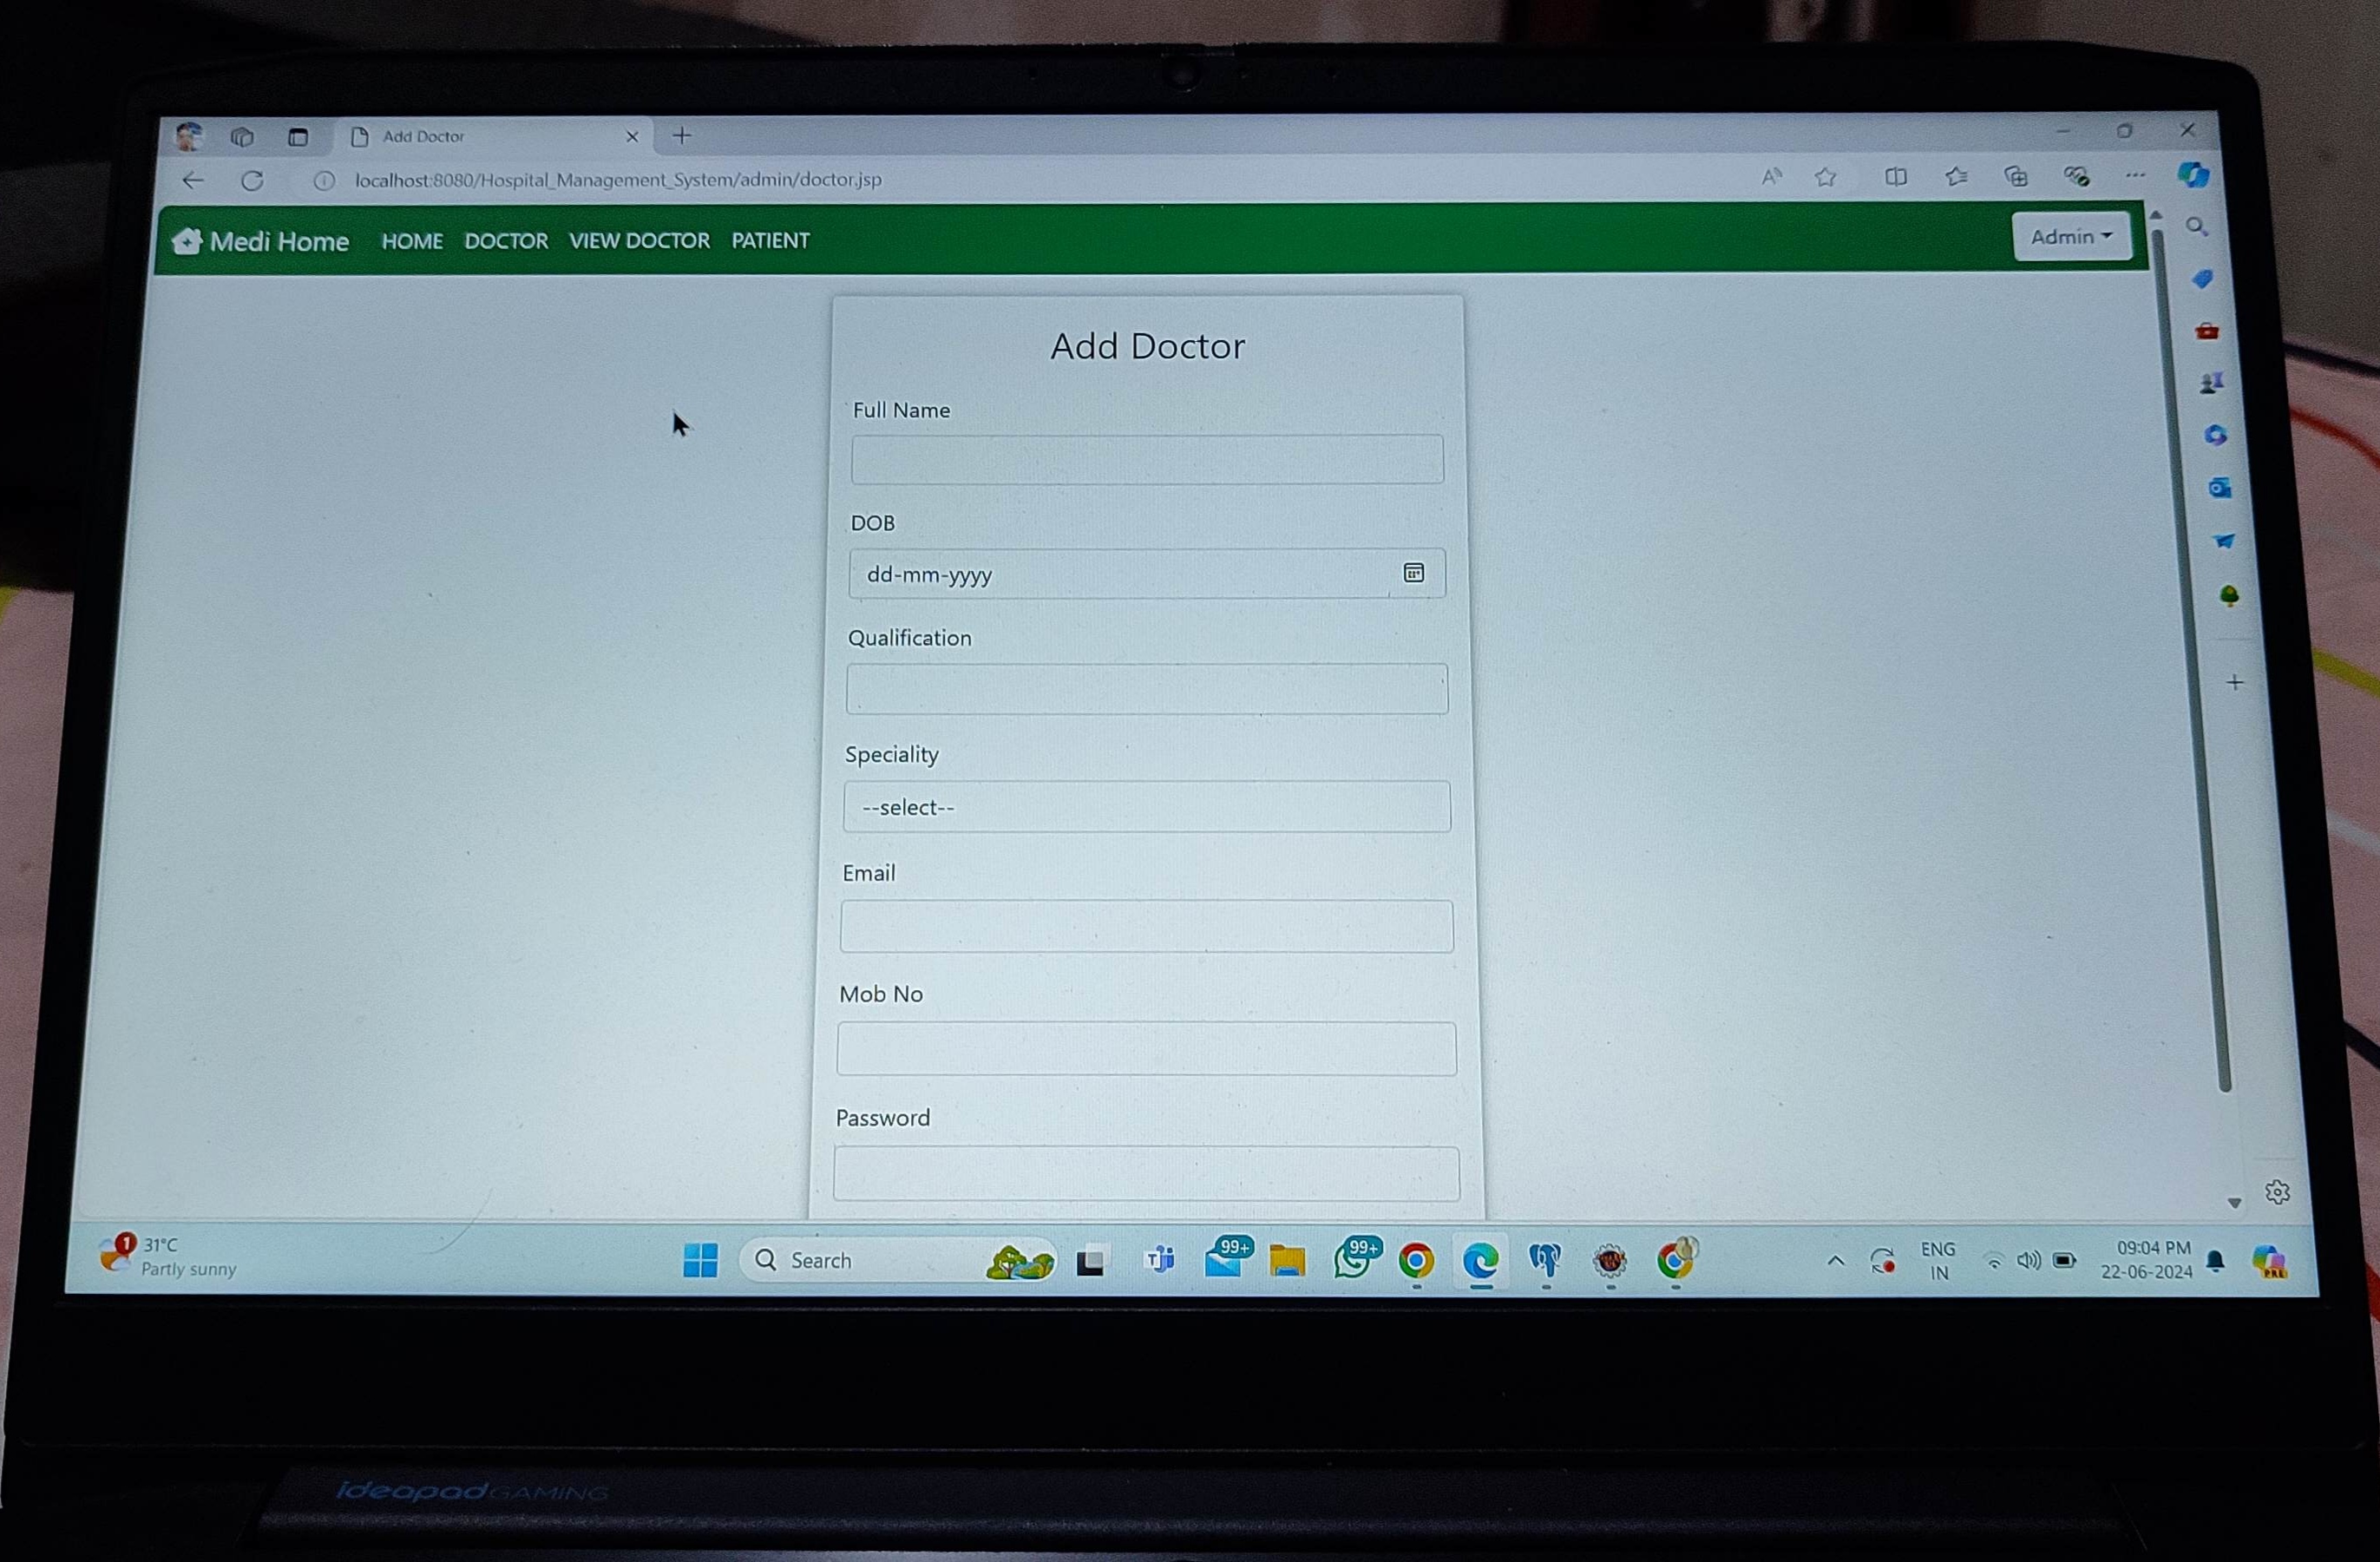 Add Doctor
localhost:8080/Hospital_Management_System/admin/doctor.jsp
Medi Home HOME DOCTOR VIEW DOCTOR PATIENT Admin
Add Doctor
Full Name
DOB
dd-mm-yyyy
Qualification
Speciality
--select--
Email
Mob No
Password
1 31°C
Partly sunny
Search
99+
99+
ENG
IN
09:04 PM
22-06-2024
PRE
ideapad GAMING